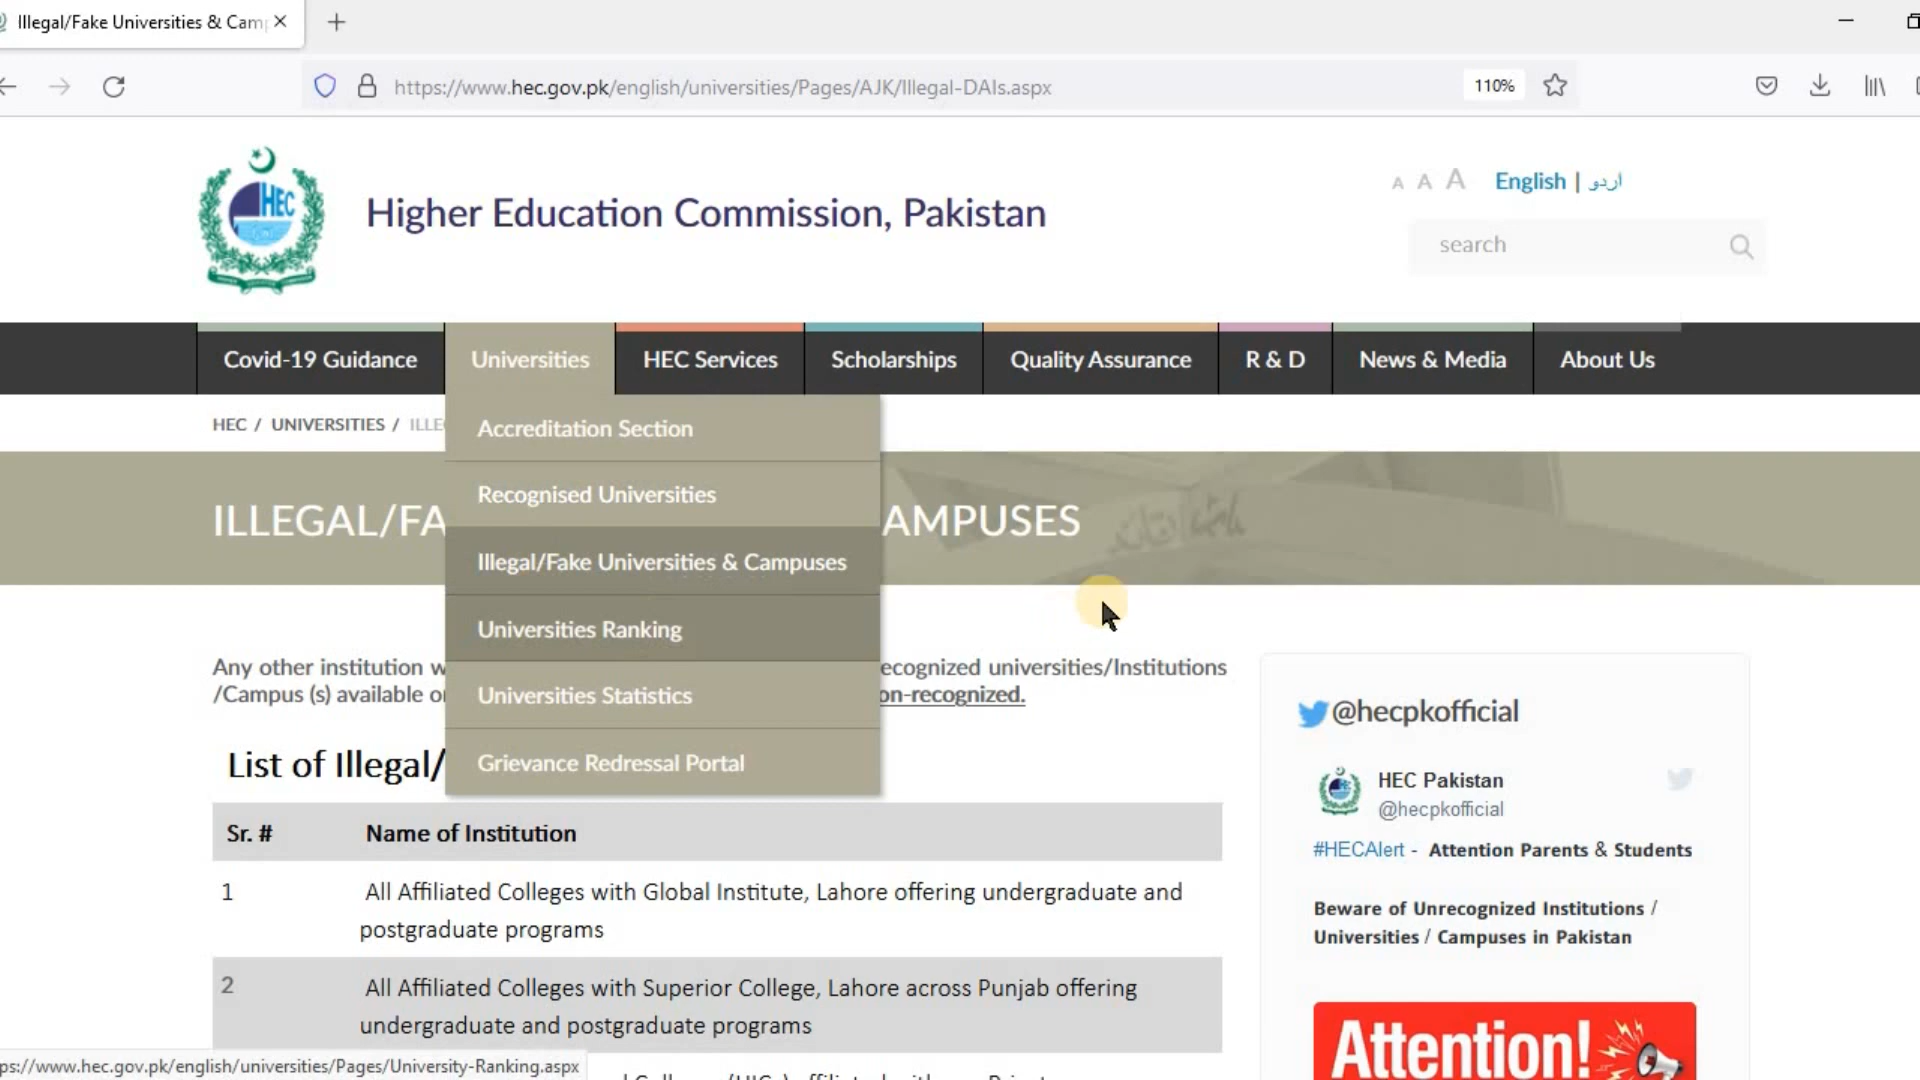 Illegal/Fake Universities & Cam
https://www.hec.gov.pk/english/universities/Pages/AJK/Illegal-DAIs.aspx
110%
HEC
Higher Education Commission, Pakistan
A A A
English | اردو
search
Covid-19 Guidance
Universities
HEC Services
Scholarships
Quality Assurance
R & D
News & Media
About Us
HEC / UNIVERSITIES / ILLE
Accreditation Section
Recognised Universities
Illegal/Fake Universities & Campuses
Universities Ranking
Universities Statistics
Grievance Redressal Portal
ILLEGAL/FA AMPUSES
Any other institution w ecognized universities/Institutions
/Campus (s) available o on-recognized.
List of Illegal/
Sr. # Name of Institution
1 All Affiliated Colleges with Global Institute, Lahore offering undergraduate and
postgraduate programs
2 All Affiliated Colleges with Superior College, Lahore across Punjab offering
undergraduate and postgraduate programs
ps://www.hec.gov.pk/english/universities/Pages/University-Ranking.aspx
@hecpkofficial
HEC Pakistan
@hecpkofficial
#HECAlert - Attention Parents & Students
Beware of Unrecognized Institutions /
Universities / Campuses in Pakistan
Attention!